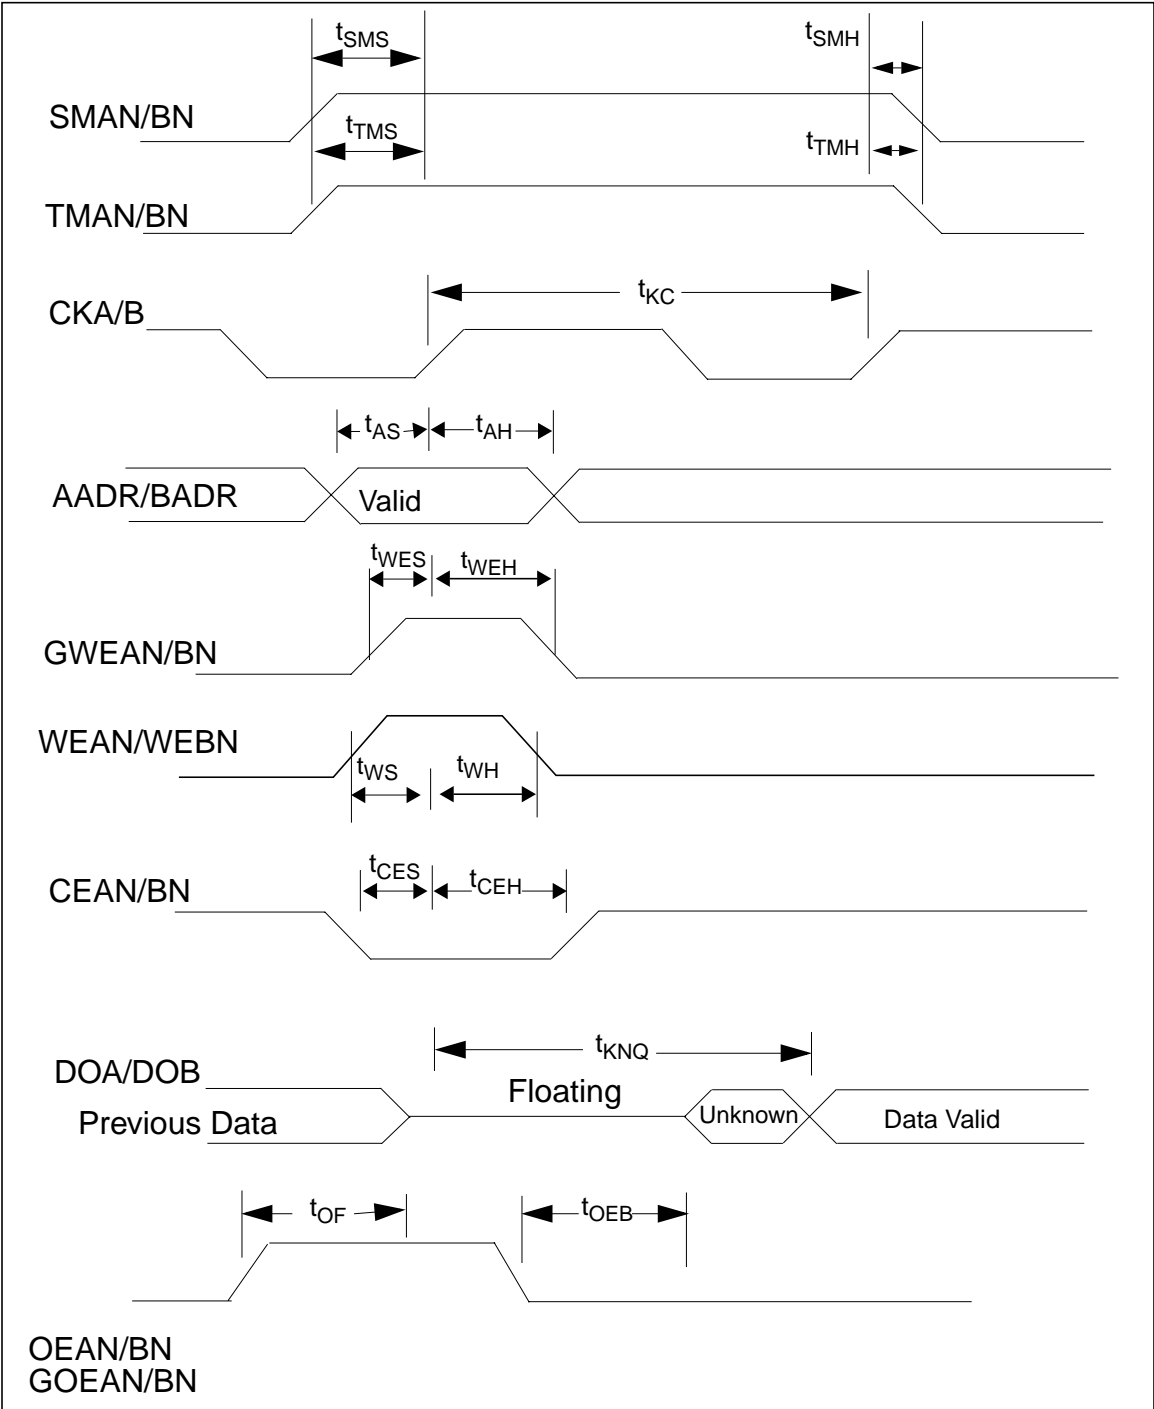 tSMS
tSMH
SMAN/BN
tTMS
tTMH
TMAN/BN
tKC
CKA/B
tAS
tAH
AADR/BADR
Valid
tWES
tWEH
GWEAN/BN
WEAN/WEBN
tWS
tWH
tCES
tCEH
CEAN/BN
tKNQ
DOA/DOB
Floating
Previous Data
Unknown
Data Valid
tOF
tOEB
OEAN/BN
GOEAN/BN